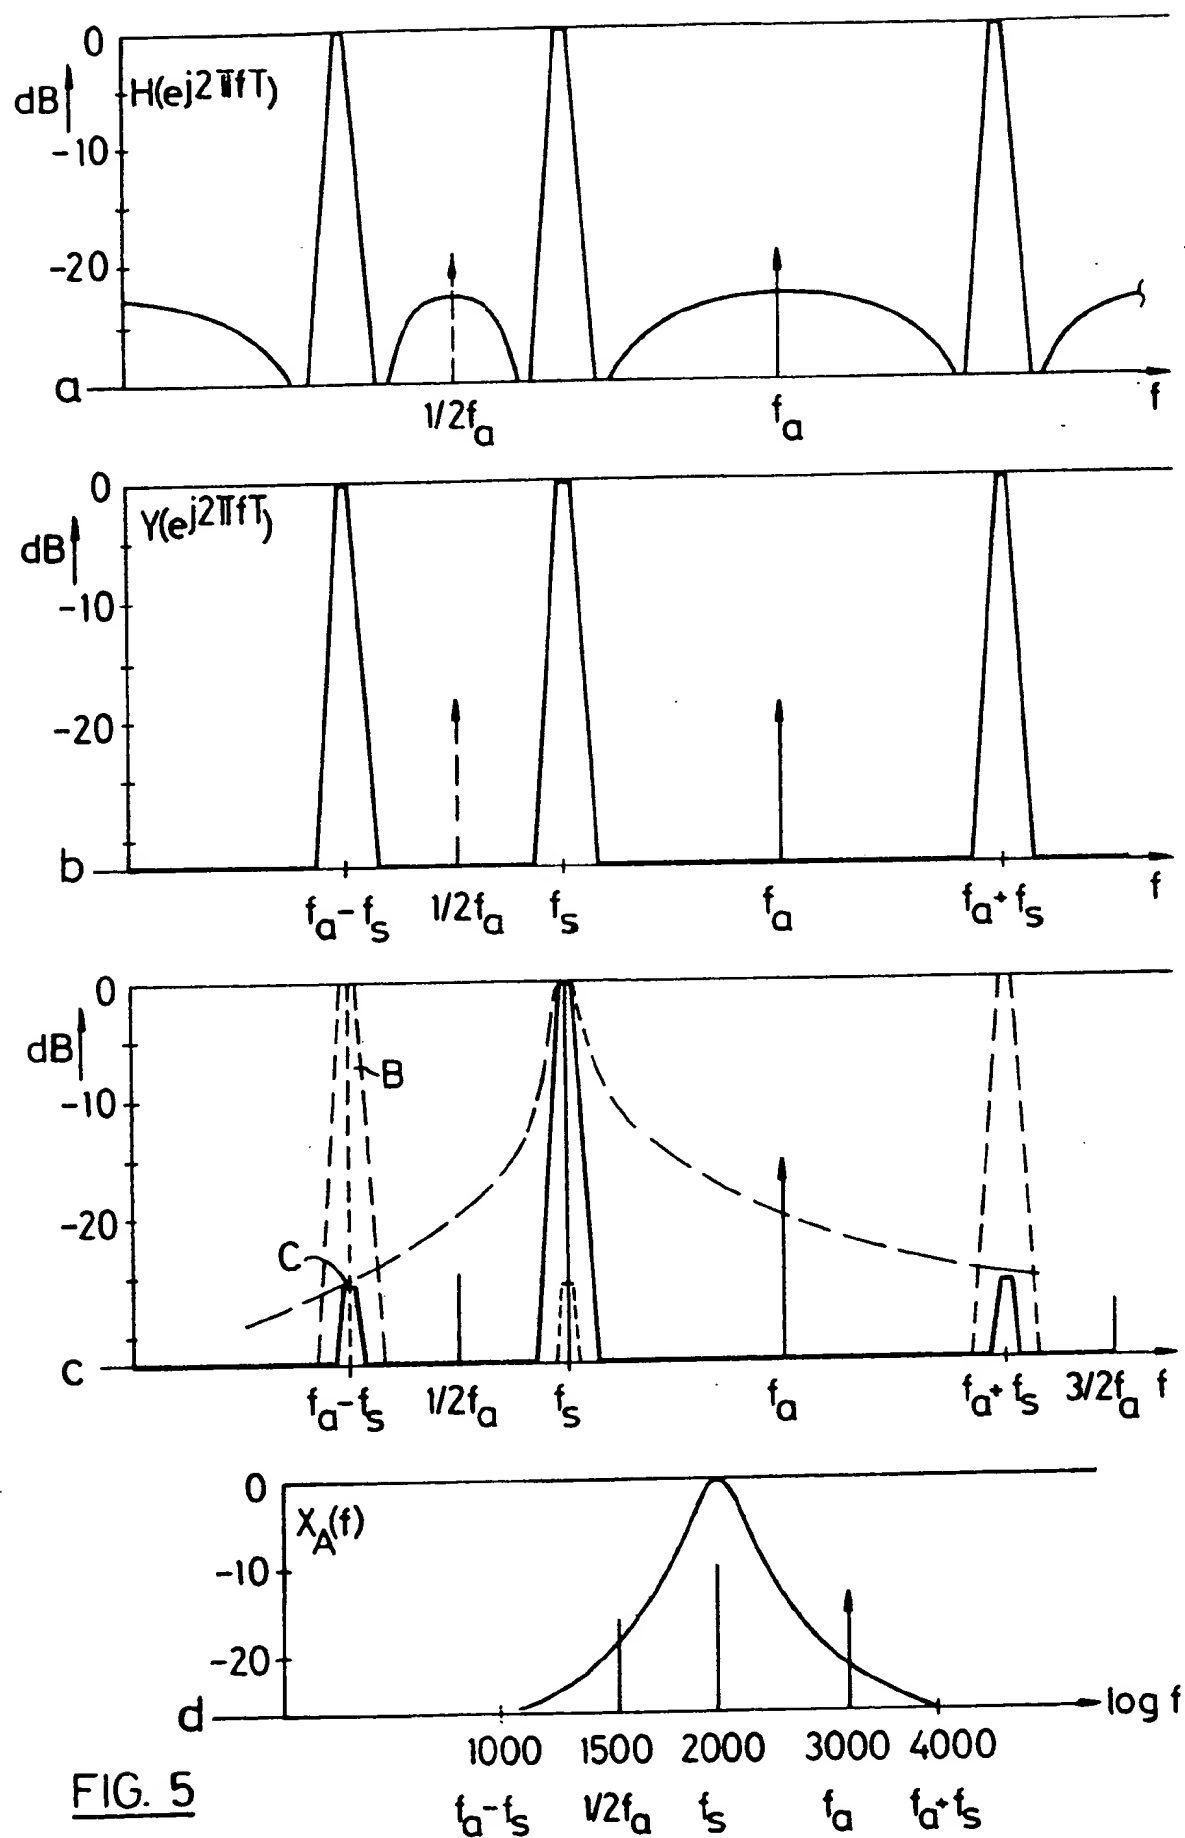 0
dB
H(ej2πfT)
-10
-20
a
1/2fa
fa
f
0
dB
Y(ej2πfT)
-10
-20
b
fa-fs
1/2fa
fs
fa
fa+fs
f
0
dB
B
-10
-20
C
c
fa-fs
1/2fa
fs
fa
fa+fs
3/2fa
f
0
XA(f)
-10
-20
d
log f
1000 1500 2000 3000 4000
fa-fs 1/2fa fs fa fa+fs
FIG. 5